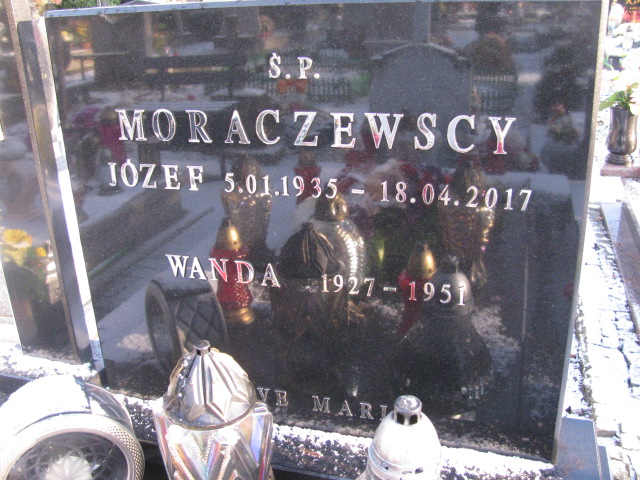 Ś.P.
MORACZEWSCY
JÓZEF 5.01.1935 - 18.04.2017
WANDA 1927 - 1951